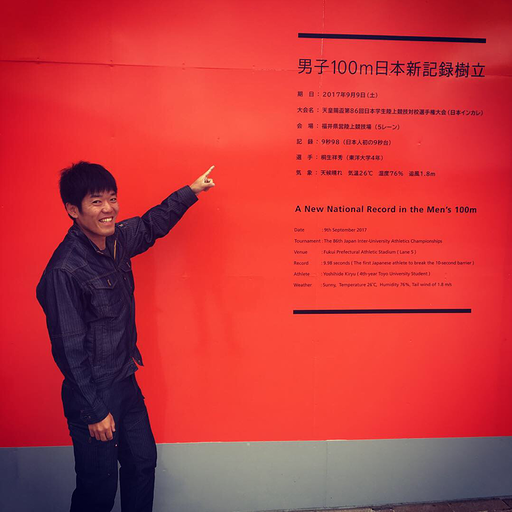 男子100m日本新記録樹立
期 日：2017年9月9日（土）
大会名：天皇賜盃第86回日本学生陸上競技対校選手権大会（日本インカレ）
会 場：福井県営陸上競技場（5レーン）
記 録：9秒98（日本人初の9秒台）
選 手：桐生祥秀（東洋大学4年）
気 象：天候晴れ 気温26℃ 湿度76％ 追風1.8m
A New National Record in the Men's 100m
Date : 9th September 2017
Tournament : The 86th Japan Inter-University Athletics Championships
Venue : Fukui Prefectural Athletic Stadium ( Lane 5 )
Record : 9.98 seconds ( The first Japanese athlete to break the 10-second barrier )
Athlete : Yoshihide Kiryu ( 4th-year Toyo University Student )
Weather : Sunny, Temperature 26℃, Humidity 76%, Tail wind of 1.8 m/s